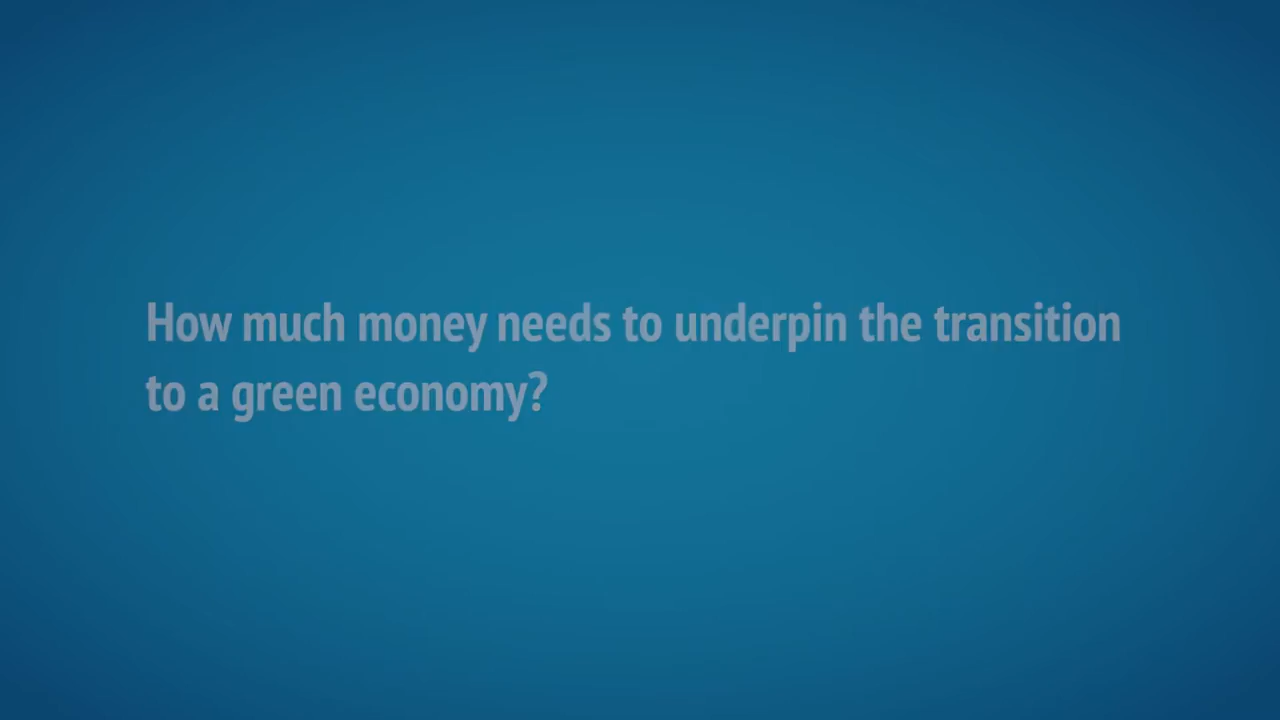 How much money needs to underpin the transition
to a green economy?